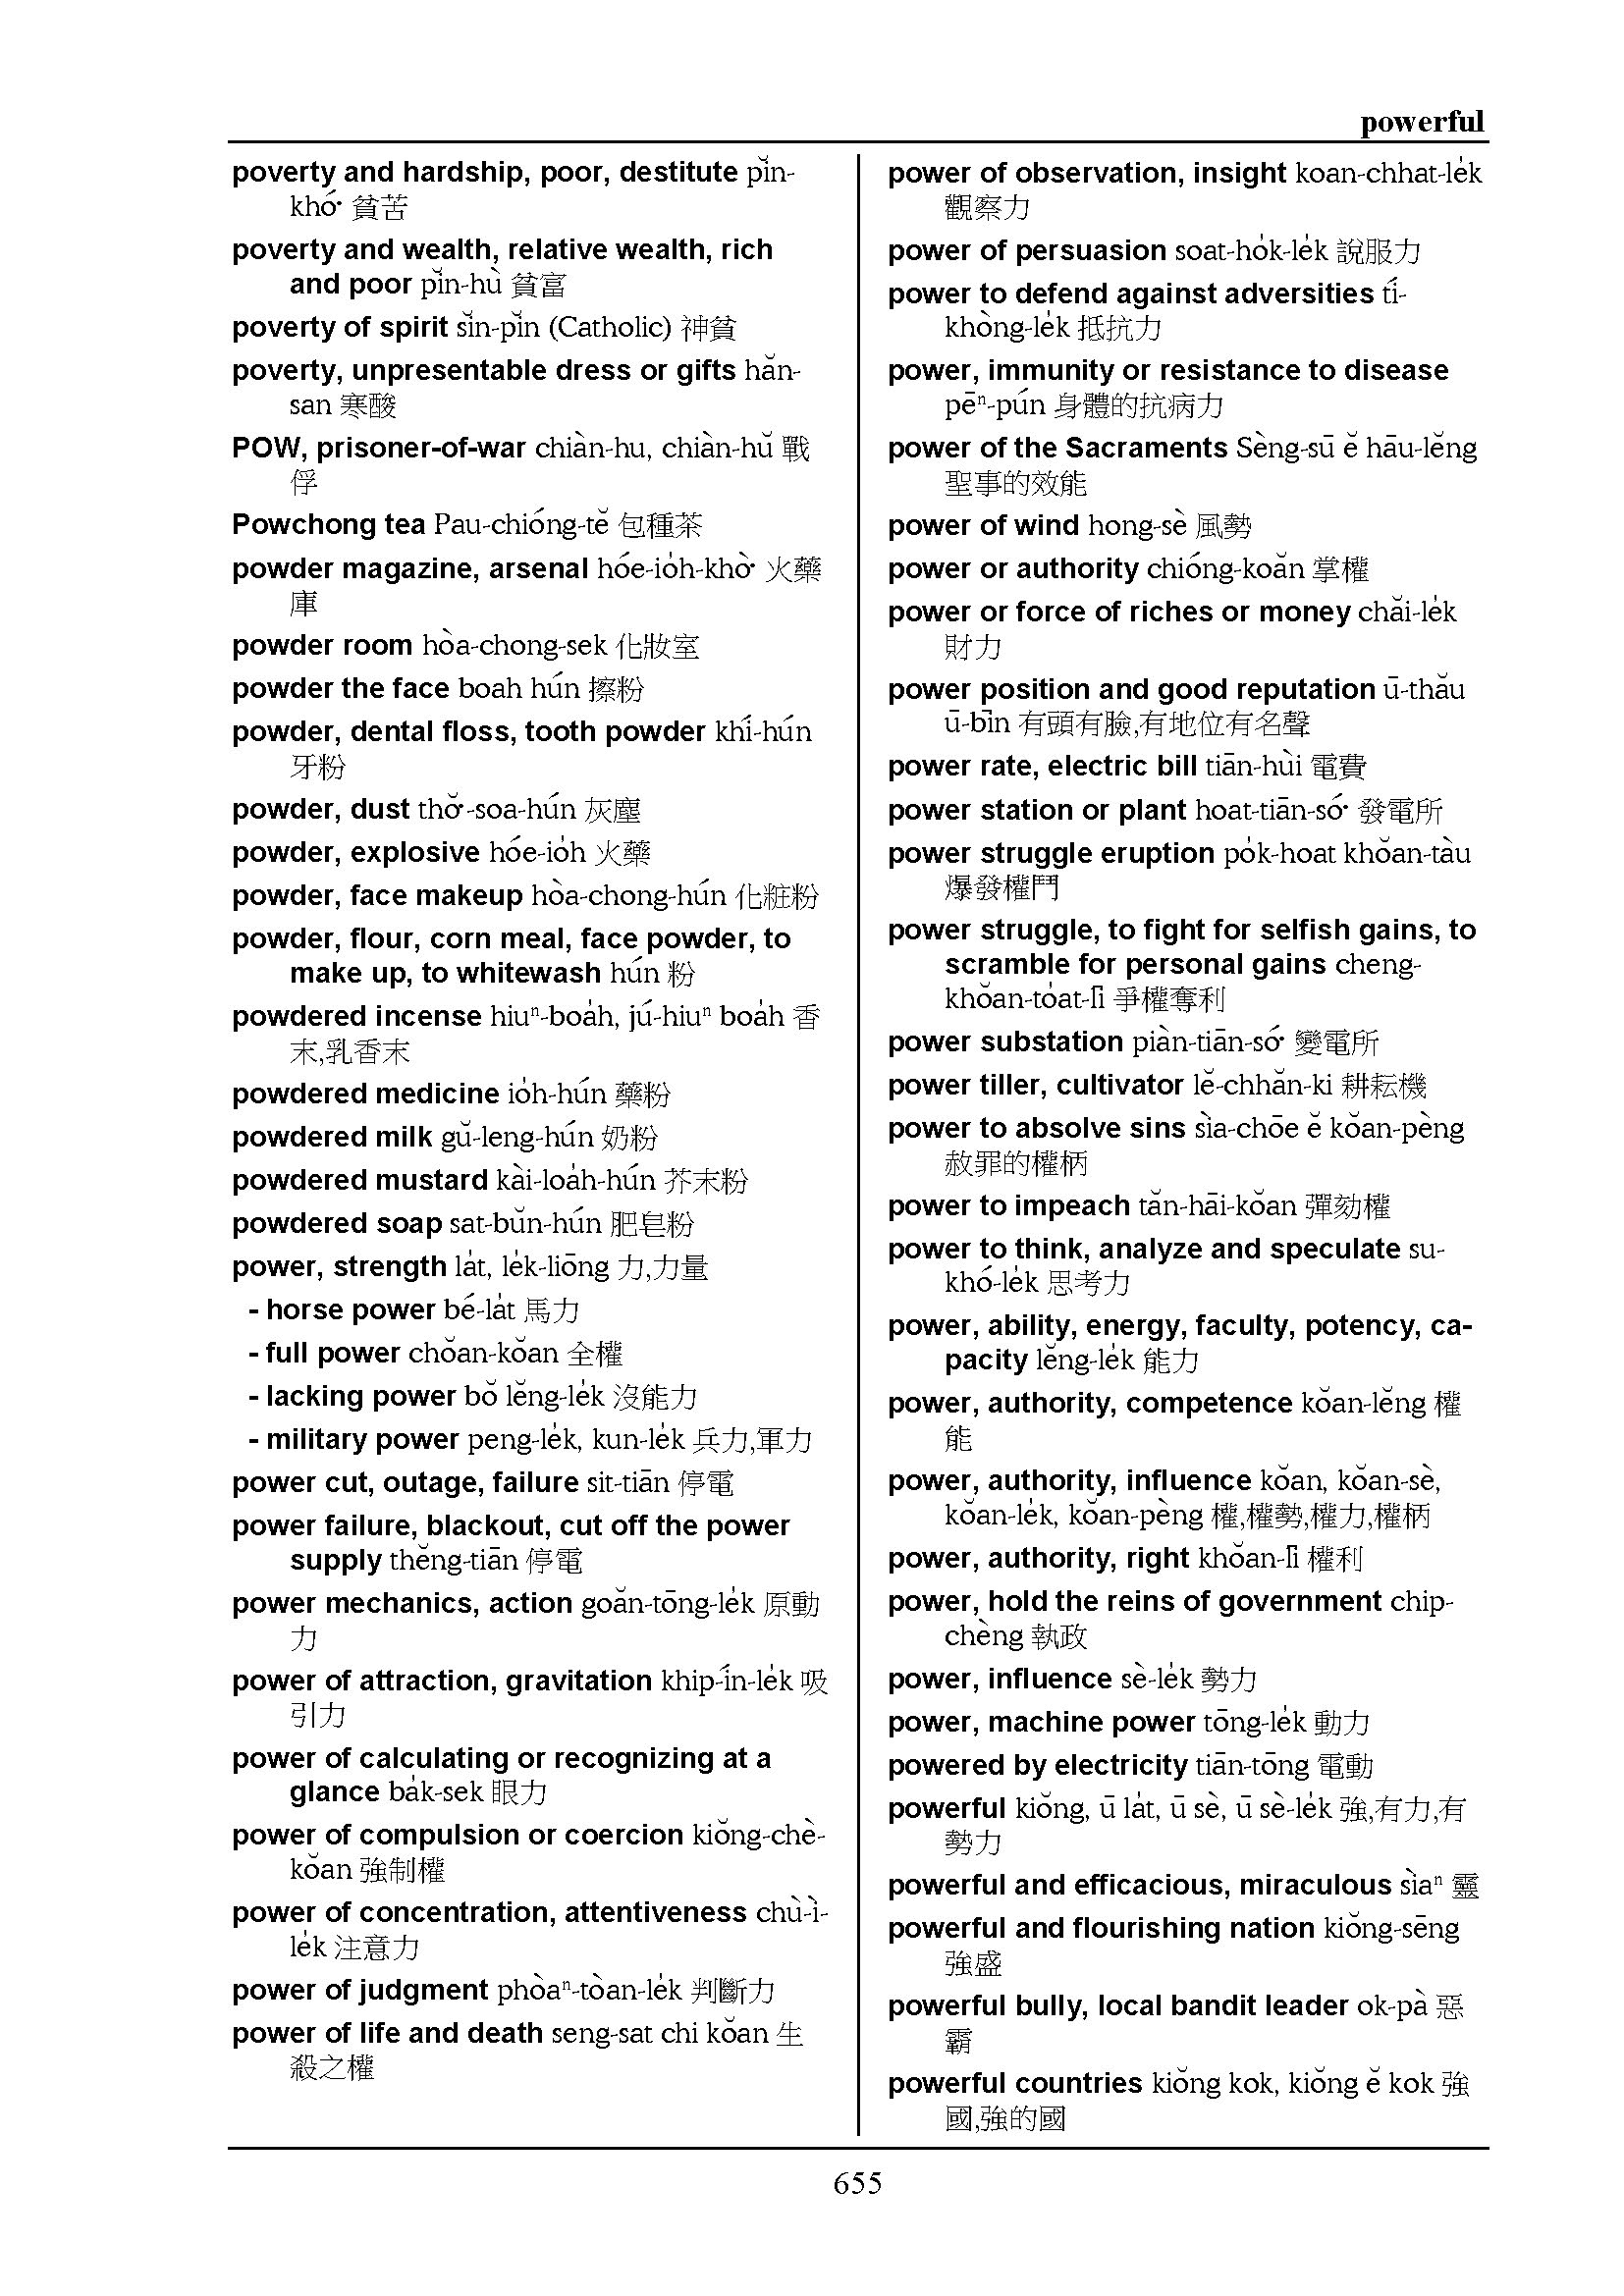 powerful
poverty and hardship, poor, destitute pĭn-
khó͘ 貧苦
poverty and wealth, relative wealth, rich
and poor pĭn-hù 貧富
poverty of spirit sĭn-pĭn (Catholic) 神貧
poverty, unpresentable dress or gifts hăn-
san 寒酸
POW, prisoner-of-war chiàn-hu, chiàn-hŭ 戰
俘
Powchong tea Pau-chióng-tĕ 包種茶
powder magazine, arsenal hóe-io̍h-khò͘ 火藥
庫
powder room hòa-chong-sek 化妝室
powder the face boah hún 擦粉
powder, dental floss, tooth powder khí-hún
牙粉
powder, dust thŏ͘-soa-hún 灰塵
powder, explosive hóe-io̍h 火藥
powder, face makeup hòa-chong-hún 化粧粉
powder, flour, corn meal, face powder, to
make up, to whitewash hún 粉
powdered incense hiuⁿ-boa̍h, jú-hiuⁿ boa̍h 香
末,乳香末
powdered medicine io̍h-hún 藥粉
powdered milk gŭ-leng-hún 奶粉
powdered mustard kài-loa̍h-hún 芥末粉
powdered soap sat-bŭn-hún 肥皂粉
power, strength la̍t, le̍k-liōng 力,力量
- horse power bé-la̍t 馬力
- full power chŏan-kŏan 全權
- lacking power bŏ lĕng-le̍k 沒能力
- military power peng-le̍k, kun-le̍k 兵力,軍力
power cut, outage, failure sit-tiān 停電
power failure, blackout, cut off the power
supply thĕng-tiān 停電
power mechanics, action goăn-tōng-le̍k 原動
力
power of attraction, gravitation khip-ín-le̍k 吸
引力
power of calculating or recognizing at a
glance ba̍k-sek 眼力
power of compulsion or coercion kiŏng-chè-
kŏan 強制權
power of concentration, attentiveness chù-ì-
le̍k 注意力
power of judgment phòaⁿ-tòan-le̍k 判斷力
power of life and death seng-sat chi kŏan 生
殺之權
power of observation, insight koan-chhat-le̍k
觀察力
power of persuasion soat-ho̍k-le̍k 說服力
power to defend against adversities tí-
khòng-le̍k 抵抗力
power, immunity or resistance to disease
pēⁿ-pún 身體的抗病力
power of the Sacraments Sèng-sū ĕ hāu-lĕng
聖事的效能
power of wind hong-sè 風勢
power or authority chióng-koăn 掌權
power or force of riches or money chăi-le̍k
財力
power position and good reputation ū-thău
ū-bīn 有頭有臉,有地位有名聲
power rate, electric bill tiān-hùi 電費
power station or plant hoat-tiān-só͘ 發電所
power struggle eruption po̍k-hoat khŏan-tàu
爆發權鬥
power struggle, to fight for selfish gains, to
scramble for personal gains cheng-
khŏan-to̍at-lī 爭權奪利
power substation piàn-tiān-só͘ 變電所
power tiller, cultivator lĕ-chhăn-ki 耕耘機
power to absolve sins sìa-chōe ĕ kŏan-pèng
赦罪的權柄
power to impeach tăn-hāi-kŏan 彈劾權
power to think, analyze and speculate su-
khó-le̍k 思考力
power, ability, energy, faculty, potency, ca-
pacity lĕng-le̍k 能力
power, authority, competence kŏan-lĕng 權
能
power, authority, influence kŏan, kŏan-sè,
kŏan-le̍k, kŏan-pèng 權,權勢,權力,權柄
power, authority, right khŏan-lī 權利
power, hold the reins of government chip-
chèng 執政
power, influence sè-le̍k 勢力
power, machine power tōng-le̍k 動力
powered by electricity tiān-tōng 電動
powerful kiŏng, ū la̍t, ū sè, ū sè-le̍k 強,有力,有
勢力
powerful and efficacious, miraculous sìaⁿ 靈
powerful and flourishing nation kiŏng-sēng
強盛
powerful bully, local bandit leader ok-pà 惡
霸
powerful countries kiŏng kok, kiŏng ĕ kok 強
國,強的國
655